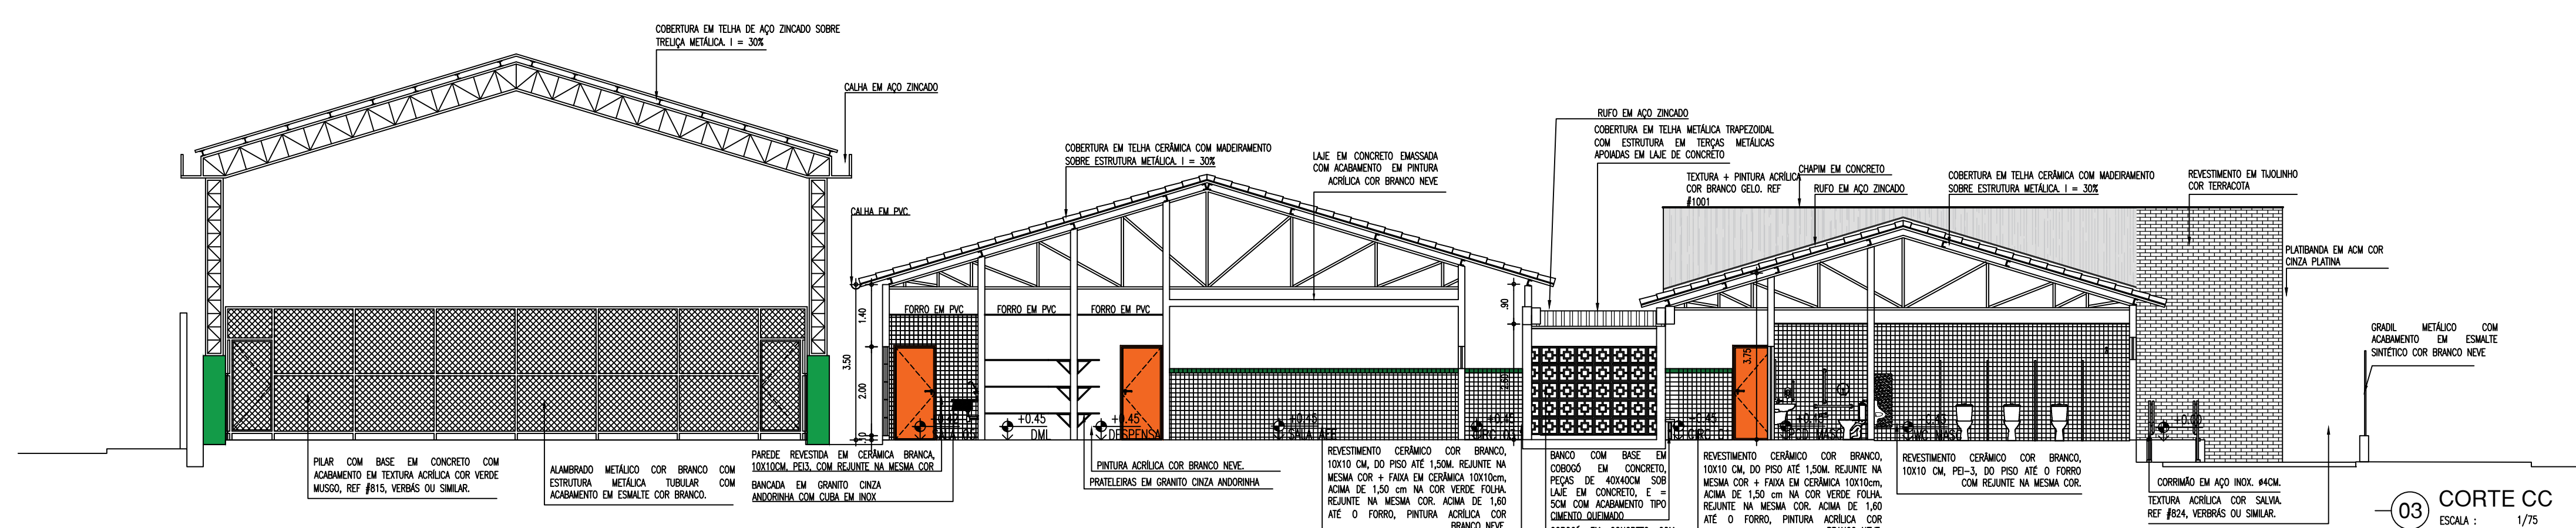 COBERTURA EM TELHA DE AÇO ZINCADO SOBRE
TRELIÇA METÁLICA. I = 30%
CALHA EM AÇO ZINCADO
CALHA EM PVC
COBERTURA EM TELHA CERÂMICA COM MADEIRAMENTO
SOBRE ESTRUTURA METÁLICA. I = 30%
LAJE EM CONCRETO EMASSADA
COM ACABAMENTO EM PINTURA
ACRÍLICA COR BRANCO NEVE
RUFO EM AÇO ZINCADO
COBERTURA EM TELHA METÁLICA TRAPEZOIDAL
COM ESTRUTURA EM TERÇAS METÁLICAS
APOIADAS EM LAJE DE CONCRETO
TEXTURA + PINTURA ACRÍLICA
COR BRANCO GELO. REF
#1001
CHAPIM EM CONCRETO
RUFO EM AÇO ZINCADO
COBERTURA EM TELHA CERÂMICA COM MADEIRAMENTO
SOBRE ESTRUTURA METÁLICA. I = 30%
REVESTIMENTO EM TIJOLINHO
COR TERRACOTA
PLATIBANDA EM ACM COR
CINZA PLATINA
GRADIL METÁLICO COM
ACABAMENTO EM ESMALTE
SINTÉTICO COR BRANCO NEVE
FORRO EM PVC
FORRO EM PVC
FORRO EM PVC
1.40
3.50
2.00
.10
.90
3.75
+0.45
DML
+0.45
DESPENSA
+0.45
SALA AEE
+0.45
+0.45
+0.45
PCD MASC
WC MASC
PILAR COM BASE EM CONCRETO COM
ACABAMENTO EM TEXTURA ACRÍLICA COR VERDE
MUSGO, REF #815, VERBÁS OU SIMILAR.
ALAMBRADO METÁLICO COR BRANCO COM
ESTRUTURA METÁLICA TUBULAR COM
ACABAMENTO EM ESMALTE COR BRANCO.
PAREDE REVESTIDA EM CERÂMICA BRANCA,
10X10CM, PEI3, COM REJUNTE NA MESMA COR
BANCADA EM GRANITO CINZA
ANDORINHA COM CUBA EM INOX
PINTURA ACRÍLICA COR BRANCO NEVE.
PRATELEIRAS EM GRANITO CINZA ANDORINHA
REVESTIMENTO CERÂMICO COR BRANCO,
10X10 CM, DO PISO ATÉ 1,50M. REJUNTE NA
MESMA COR + FAIXA EM CERÂMICA 10X10cm,
ACIMA DE 1,50 cm NA COR VERDE FOLHA.
REJUNTE NA MESMA COR. ACIMA DE 1,60
ATÉ O FORRO, PINTURA ACRÍLICA COR
BRANCO NEVE.
BANCO COM BASE EM
COBOGÓ EM CONCRETO,
PEÇAS DE 40X40CM SOB
LAJE EM CONCRETO, E =
5CM COM ACABAMENTO TIPO
CIMENTO QUEIMADO
REVESTIMENTO CERÂMICO COR BRANCO,
10X10 CM, DO PISO ATÉ 1,50M. REJUNTE NA
MESMA COR + FAIXA EM CERÂMICA 10X10cm,
ACIMA DE 1,50 cm NA COR VERDE FOLHA.
REJUNTE NA MESMA COR. ACIMA DE 1,60
ATÉ O FORRO, PINTURA ACRÍLICA COR
REVESTIMENTO CERÂMICO COR BRANCO,
10X10 CM, PEI-3, DO PISO ATÉ O FORRO
COM REJUNTE NA MESMA COR.
CORRIMÃO EM AÇO INOX. ø4CM.
TEXTURA ACRÍLICA COR SALVIA.
REF #824, VERBRÁS OU SIMILAR.
03
CORTE CC
ESCALA : 1/75